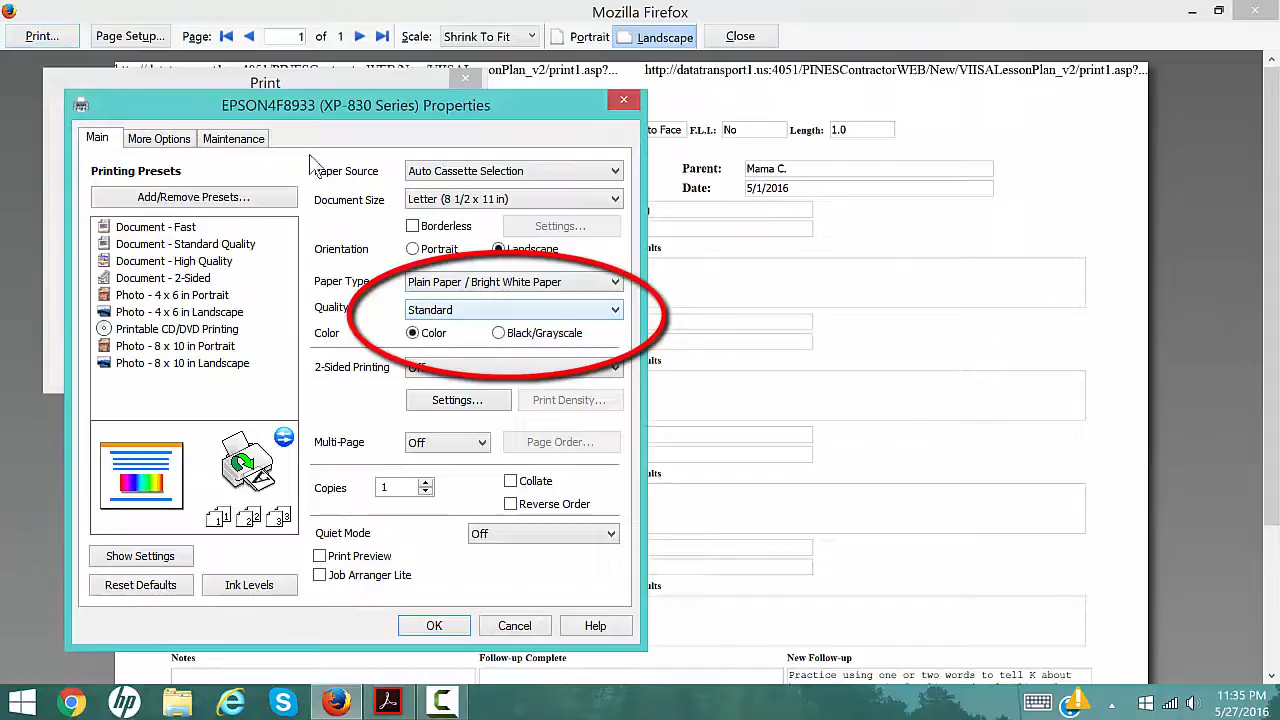 Mozilla Firefox
Print... Page Setup... Page: 1 of 1 Scale: Shrink To Fit Portrait Landscape Close
onPlan_v2/print1.asp?... http://datatransport1.us:4051/PINESContractorWEB/New/VIISALessonPlan_v2/print1.asp?...
Print
EPSON4F8933 (XP-830 Series) Properties
Main More Options Maintenance
to Face F.L.I.: No Length: 1.0
Parent: Mama C.
Date: 5/1/2016
Printing Presets
Add/Remove Presets...
Document - Fast
Document - Standard Quality
Document - High Quality
Document - 2-Sided
Photo - 4 x 6 in Portrait
Photo - 4 x 6 in Landscape
Printable CD/DVD Printing
Photo - 8 x 10 in Portrait
Photo - 8 x 10 in Landscape
Show Settings
Reset Defaults Ink Levels
Paper Source Auto Cassette Selection
Document Size Letter (8 1/2 x 11 in)
Borderless Settings...
Orientation Portrait Landscape
Paper Type Plain Paper / Bright White Paper
Quality Standard
Color Color Black/Grayscale
2-Sided Printing Off
Settings... Print Density...
Multi-Page Off Page Order...
Copies 1 Collate
Reverse Order
Quiet Mode Off
Print Preview
Job Arranger Lite
OK Cancel Help
ults
ults
ults
ults
Notes Follow-up Complete New Follow-up
Practice using one or two words to tell K about
11:35 PM
5/27/2016